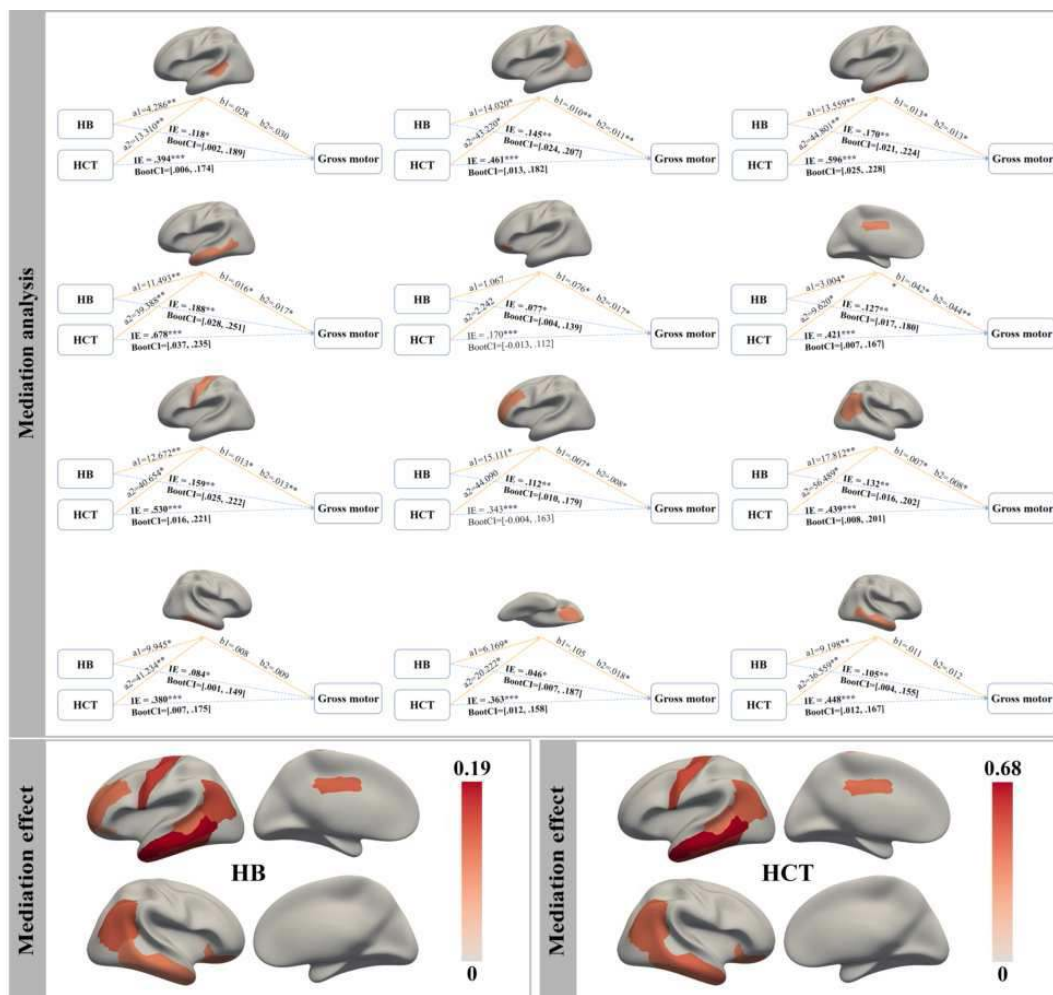 Mediation analysis
a1=4.286**
b1=.028
HB
a2=13.310**
b2=.030
IE = .118*
BootCI=[.002, .189]
HCT
IE = .394***
BootCI=[.006, .174]
Gross motor
a1=14.020*
b1=.010**
HB
a2=43.220*
b2=.011**
IE = .145**
BootCI=[.024, .207]
HCT
IE = .461***
BootCI=[.013, .182]
Gross motor
a1=13.559**
b1=.013*
HB
a2=44.801**
b2=.013*
IE = .170**
BootCI=[.021, .224]
HCT
IE = .596***
BootCI=[.025, .228]
Gross motor
a1=11.493**
b1=.016*
HB
a2=39.388**
b2=.017*
IE = .188**
BootCI=[.028, .251]
HCT
IE = .678***
BootCI=[.037, .235]
Gross motor
a1=1.067
b1=.076*
HB
a2=2.242
b2=.017*
IE = .077*
BootCI=[.004, .139]
HCT
IE = .170***
BootCI=[-0.013, .112]
Gross motor
a1=3.004*
b1=.042*
*
HB
a2=9.620*
b2=.044**
IE = .127**
BootCI=[.017, .180]
HCT
IE = .421***
BootCI=[.007, .167]
Gross motor
a1=12.672**
b1=.013*
HB
a2=40.654*
b2=.013**
IE = .159**
BootCI=[.025, .222]
HCT
IE = .530***
BootCI=[.016, .221]
Gross motor
a1=15.111*
b1=.007*
HB
a2=44.090
b2=.008*
IE = .112**
BootCI=[.010, .179]
HCT
IE = .343***
BootCI=[-0.004, .163]
Gross motor
a1=17.812**
b1=.007*
HB
a2=56.489*
b2=.008*
IE = .132**
BootCI=[.016, .202]
HCT
IE = .439***
BootCI=[.008, .201]
Gross motor
a1=9.945*
b1=.008
HB
a2=41.234**
b2=.009
IE = .084*
BootCI=[.001, .149]
HCT
IE = .380***
BootCI=[.007, .175]
Gross motor
a1=6.169*
b1=.105
HB
a2=20.222*
b2=.018*
IE = .046*
BootCI=[.007, .187]
HCT
IE = .363***
BootCI=[.012, .158]
Gross motor
a1=9.198**
b1=.011
HB
a2=36.559**
b2=.012
IE = .105**
BootCI=[.004, .155]
HCT
IE = .448***
BootCI=[.012, .167]
Gross motor
Mediation effect
HB
0.19
0
Mediation effect
HCT
0.68
0